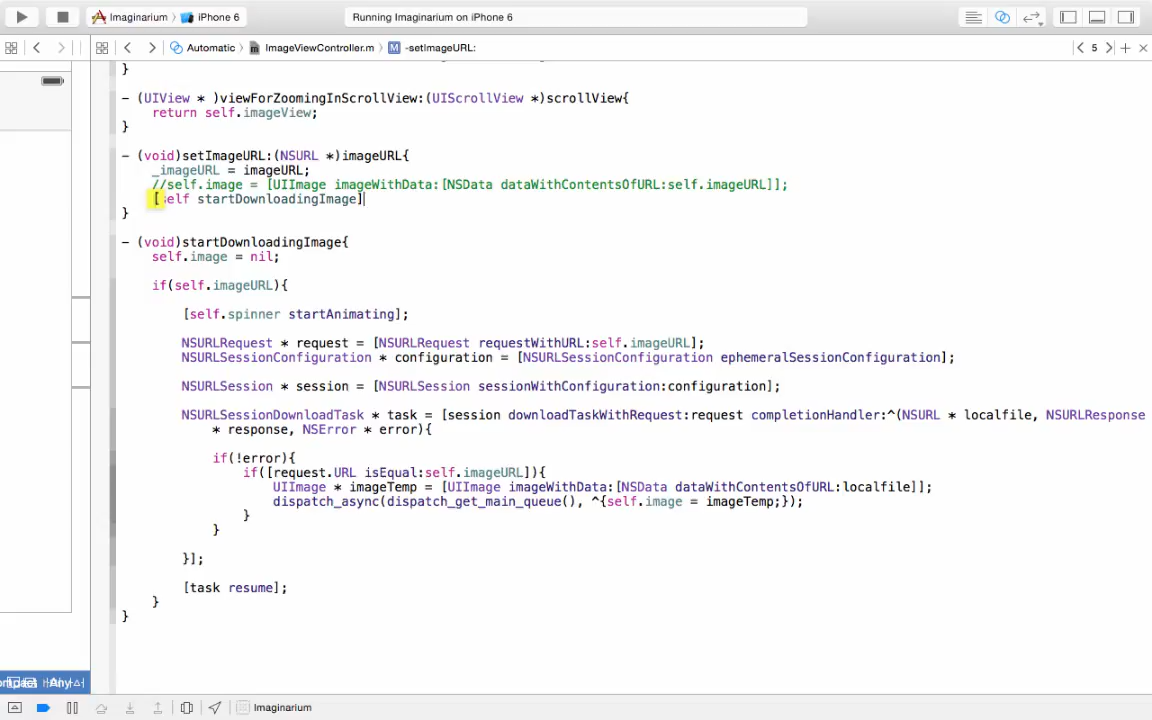 Imaginarium
iPhone 6
Running Imaginarium on iPhone 6
Automatic
ImageViewController.m
M
-setImageURL:
5
}
- (UIView * )viewForZoomingInScrollView:(UIScrollView *)scrollView{
return self.imageView;
}
- (void)setImageURL:(NSURL *)imageURL{
_imageURL = imageURL;
//self.image = [UIImage imageWithData:[NSData dataWithContentsOfURL:self.imageURL]];
[self startDownloadingImage]
}
- (void)startDownloadingImage{
self.image = nil;
if(self.imageURL){
[self.spinner startAnimating];
NSURLRequest * request = [NSURLRequest requestWithURL:self.imageURL];
NSURLSessionConfiguration * configuration = [NSURLSessionConfiguration ephemeralSessionConfiguration];
NSURLSession * session = [NSURLSession sessionWithConfiguration:configuration];
NSURLSessionDownloadTask * task = [session downloadTaskWithRequest:request completionHandler:^(NSURL * localfile, NSURLResponse
* response, NSError * error){
if(!error){
if([request.URL isEqual:self.imageURL]){
UIImage * imageTemp = [UIImage imageWithData:[NSData dataWithContentsOfURL:localfile]];
dispatch_async(dispatch_get_main_queue(), ^{self.image = imageTemp;});
}
}
}];
[task resume];
}
}
Any
Imaginarium